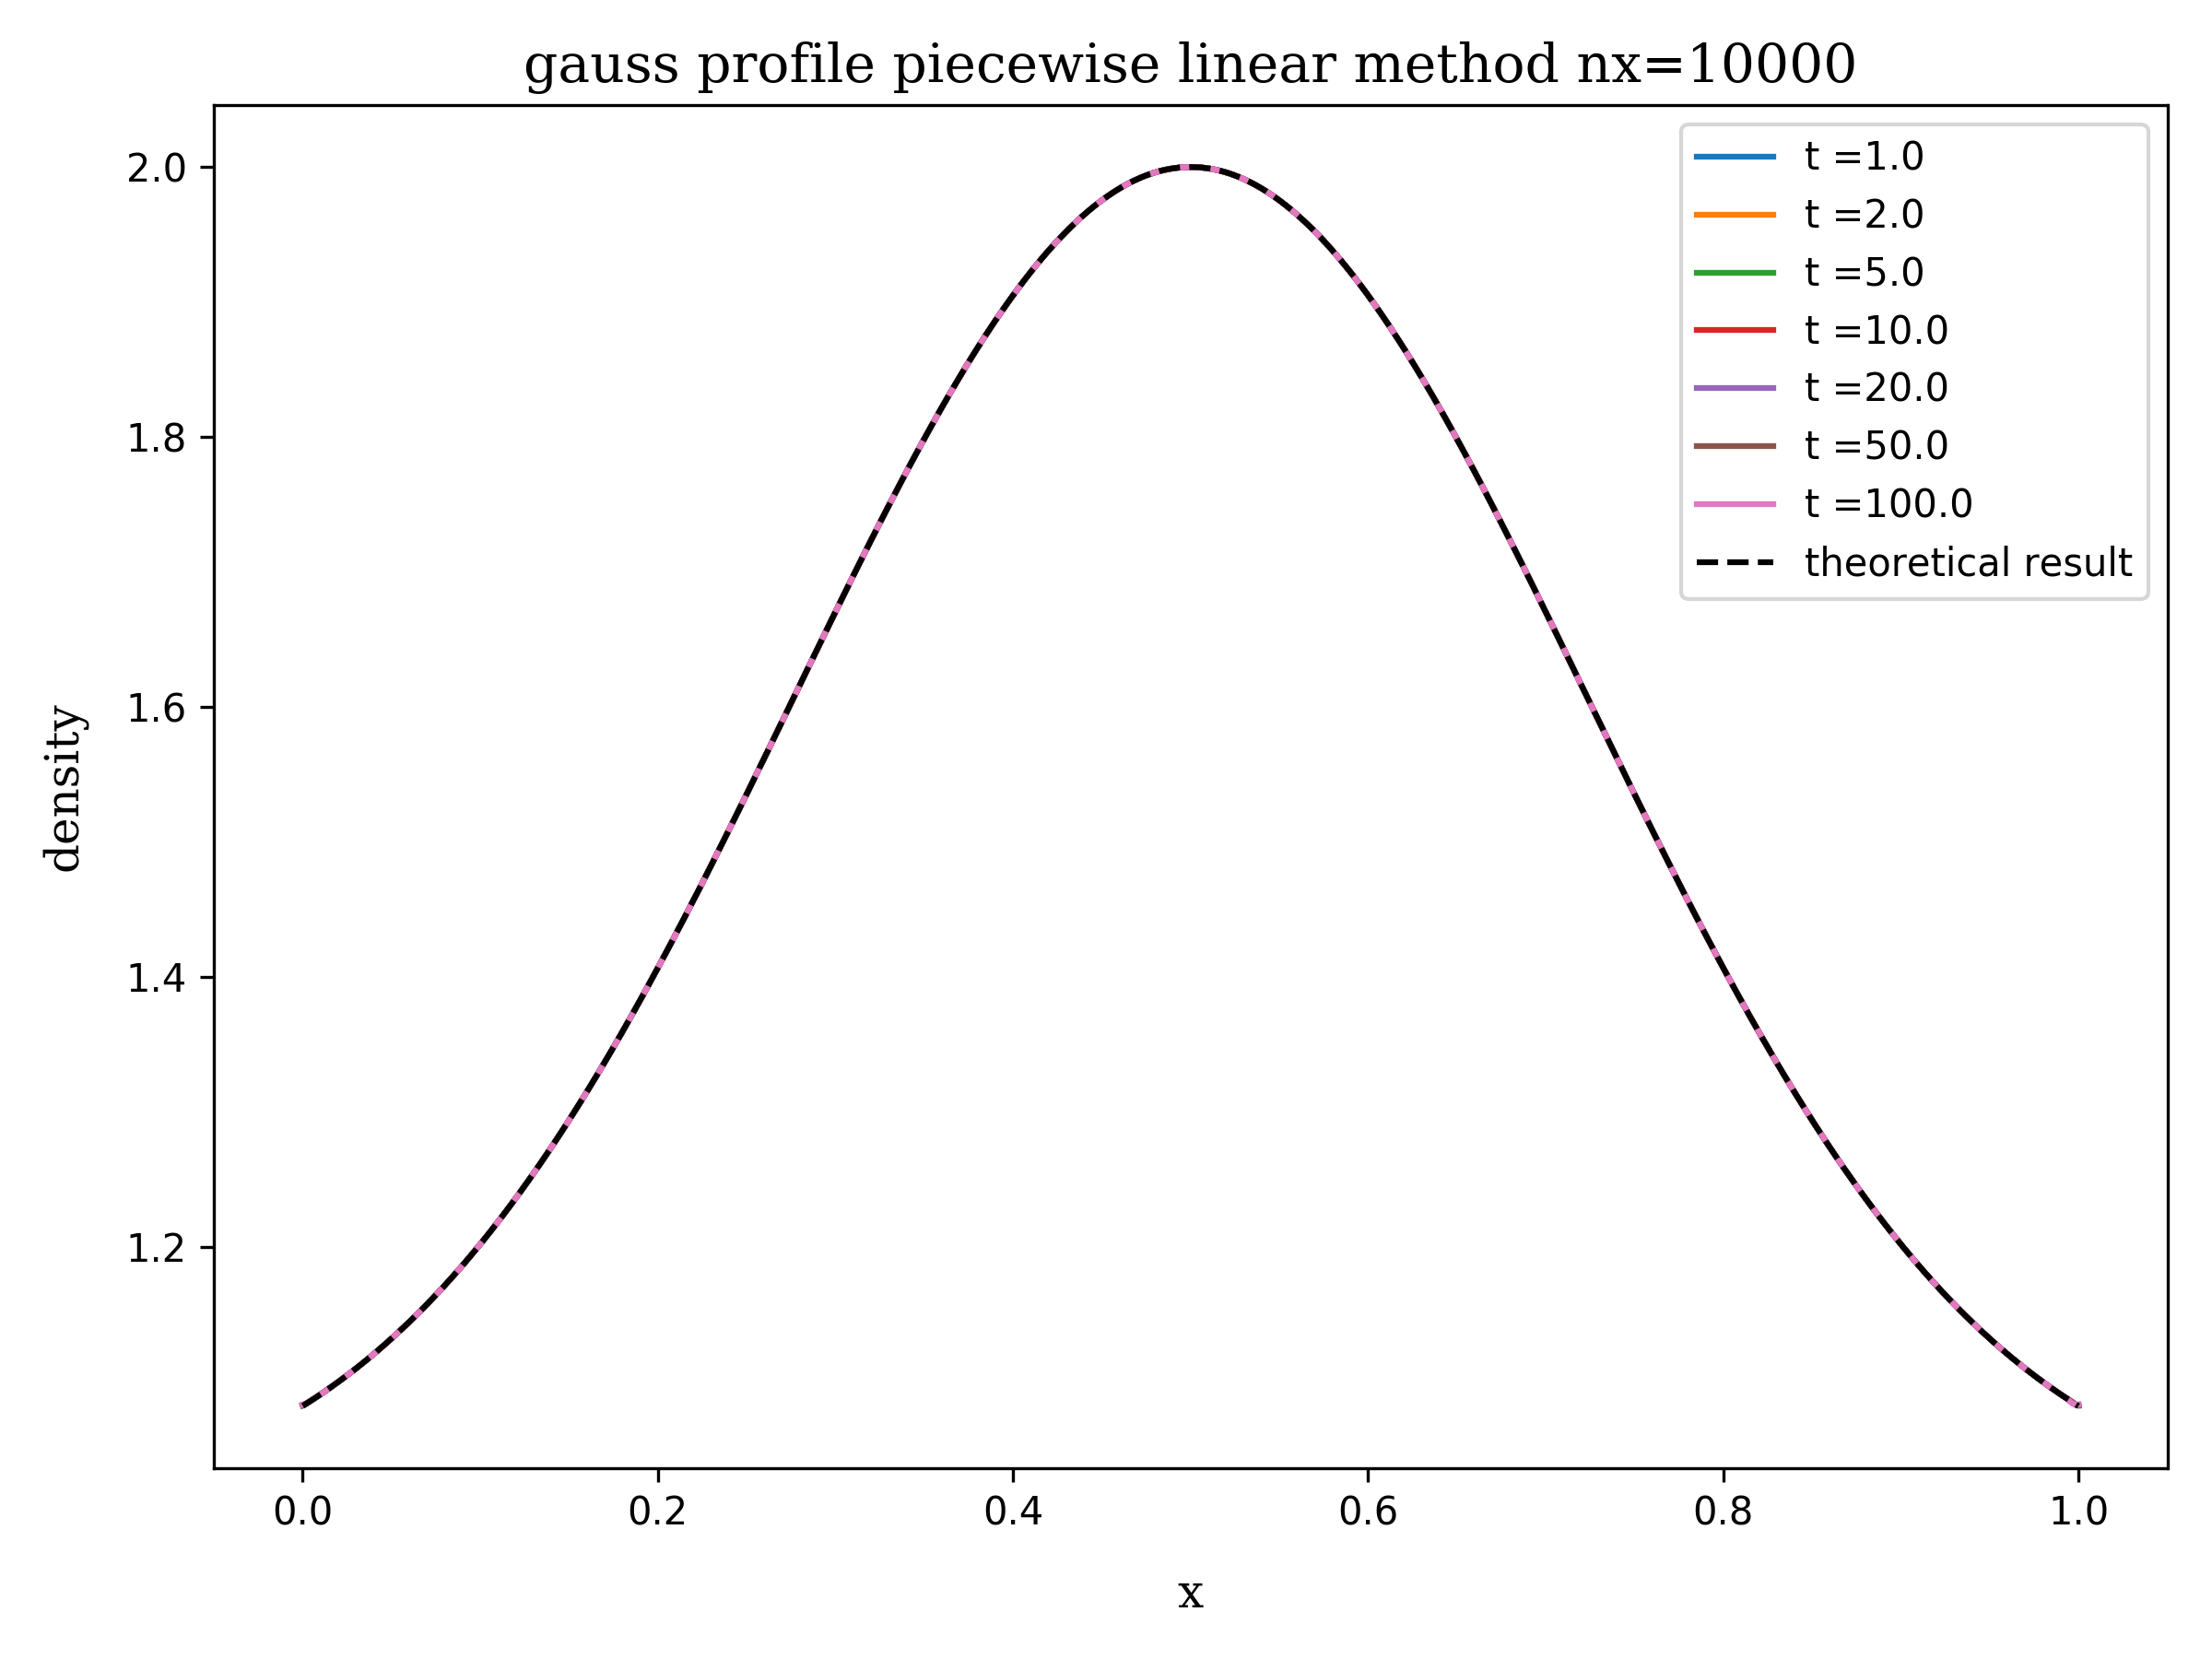 gauss profile piecewise linear method nx=10000
t =1.0
t =2.0
t =5.0
t =10.0
t =20.0
t =50.0
t =100.0
theoretical result
density
2.0
1.8
1.6
1.4
1.2
0.0 0.2 0.4 0.6 0.8 1.0
x